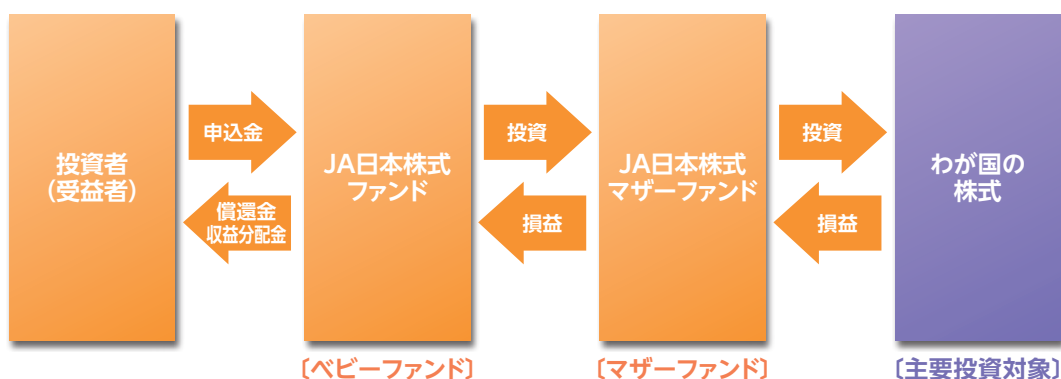 投資者
（受益者）
申込金
償還金
収益分配金
JA日本株式
ファンド
〔ベビーファンド〕
投資
損益
JA日本株式
マザーファンド
〔マザーファンド〕
投資
損益
わが国の
株式
〔主要投資対象〕